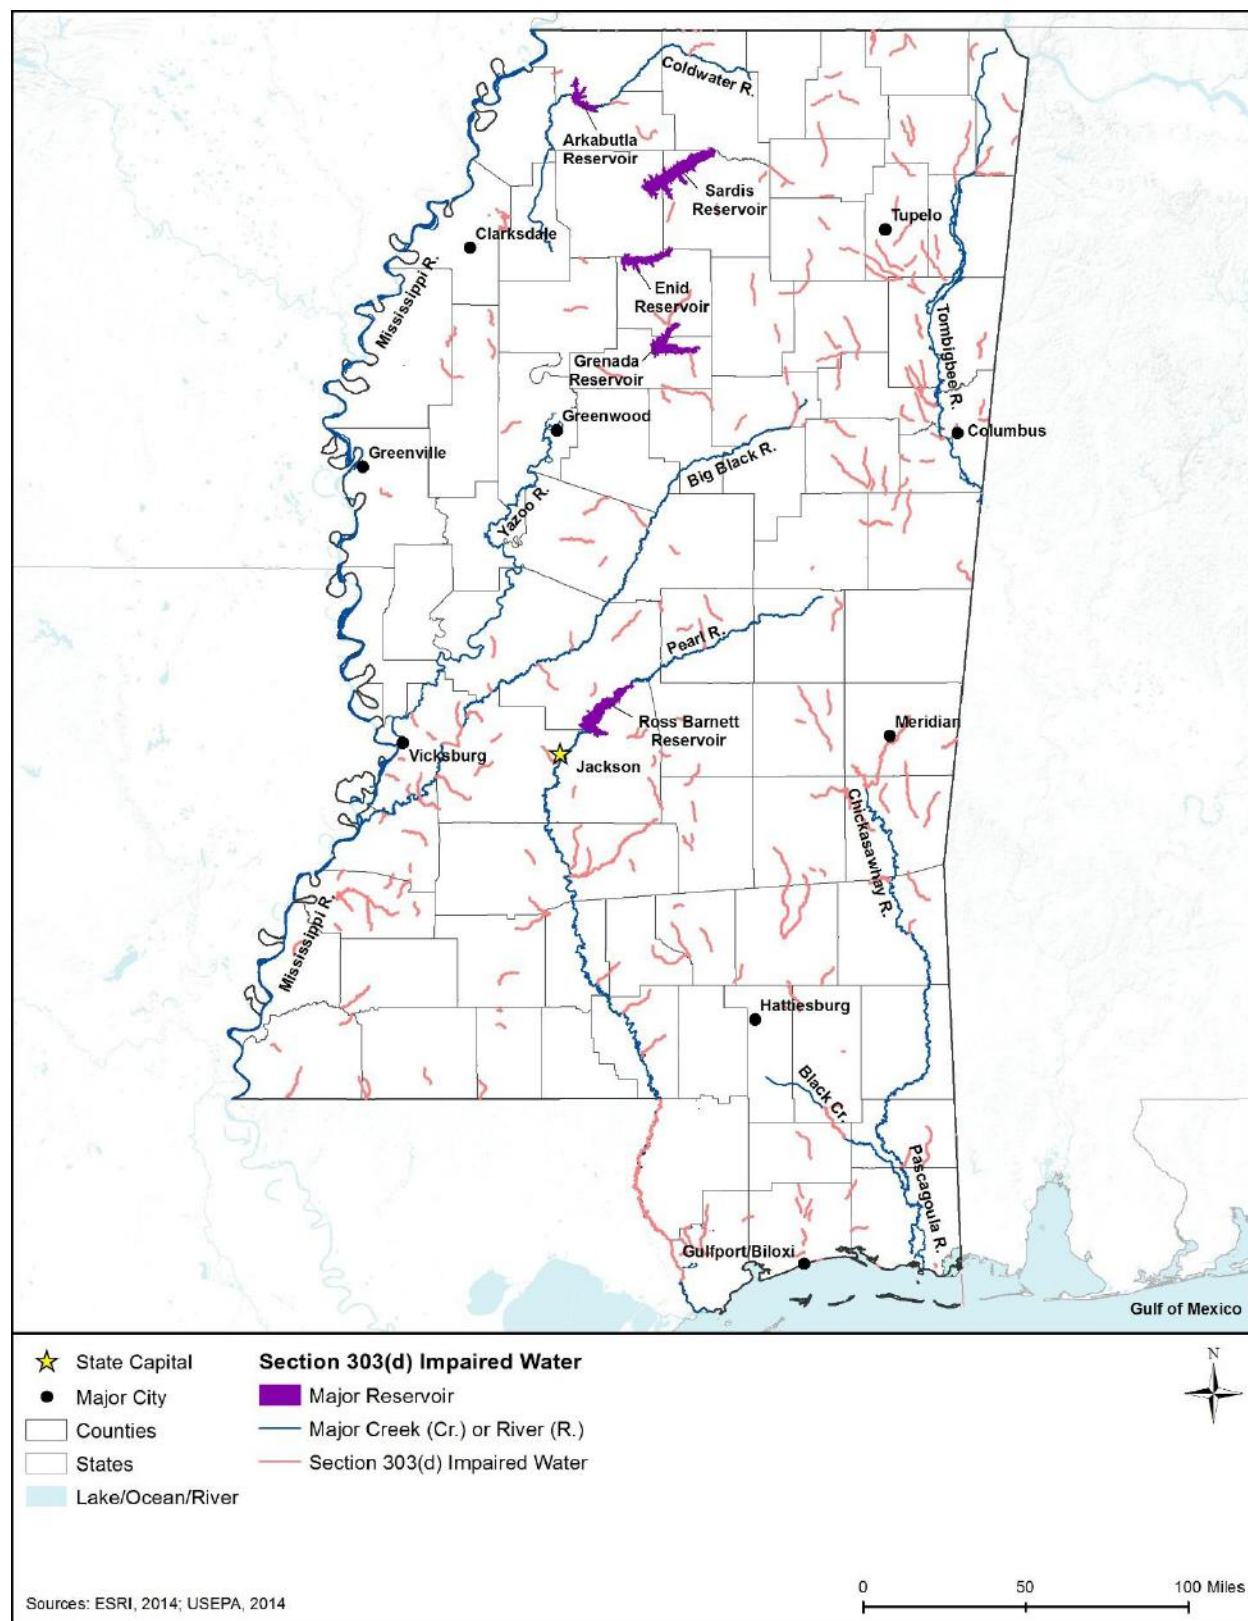 Coldwater R.
Arkabutla
Reservoir
Sardis
Reservoir
Tupelo
Clarksdale
Mississippi R.
Enid
Reservoir
Tombigbee R.
Grenada
Reservoir
Greenwood
Columbus
Greenville
Big Black R.
Yazoo R.
Pearl R.
Ross Barnett
Reservoir
Meridian
Vicksburg
Jackson
Chickasawhay R.
Mississippi R.
Hattiesburg
Black Cr.
Pascagoula R.
Gulfport/Biloxi
Gulf of Mexico
State Capital
Major City
Counties
States
Lake/Ocean/River
Section 303(d) Impaired Water
Major Reservoir
Major Creek (Cr.) or River (R.)
Section 303(d) Impaired Water
N
0 50 100 Miles
Sources: ESRI, 2014; USEPA, 2014